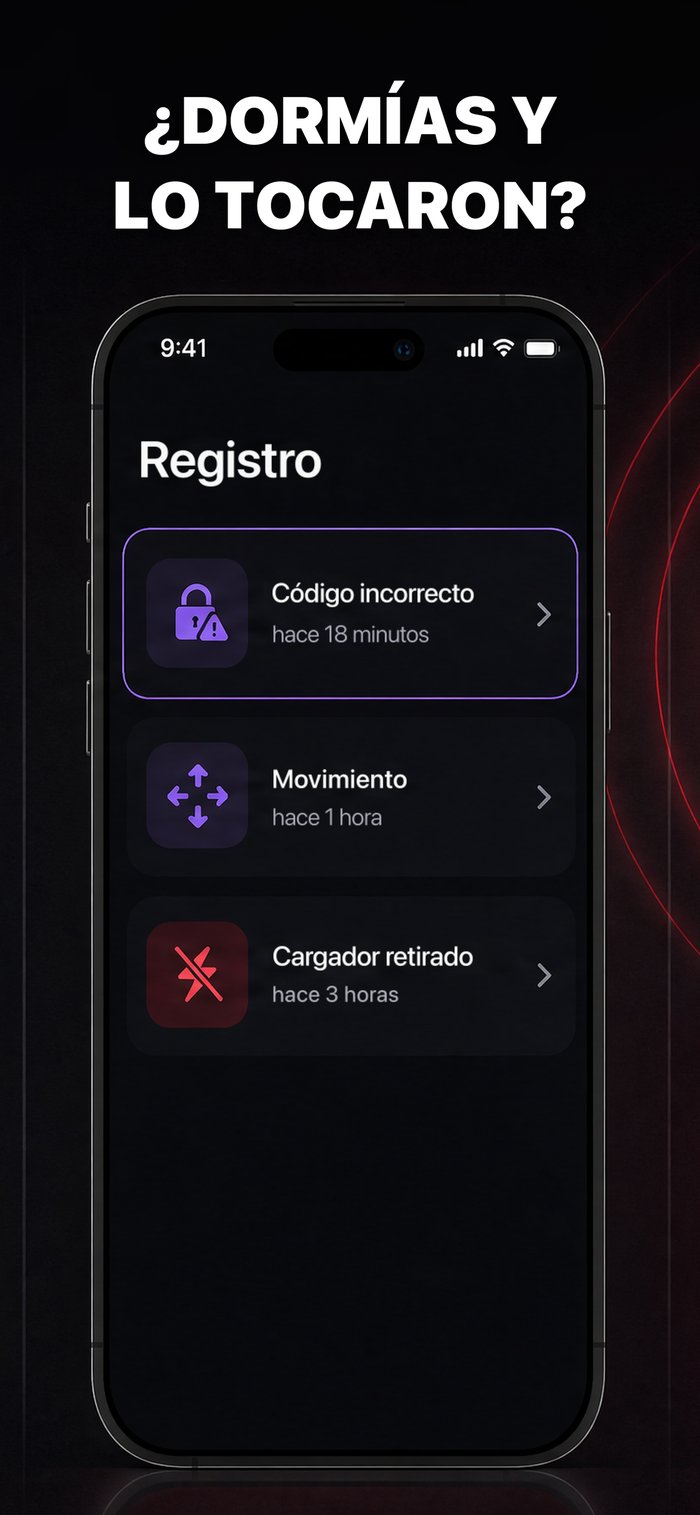 ¿DORMÍAS Y
LO TOCARON?
9:41
Registro
Código incorrecto
hace 18 minutos
Movimiento
hace 1 hora
Cargador retirado
hace 3 horas